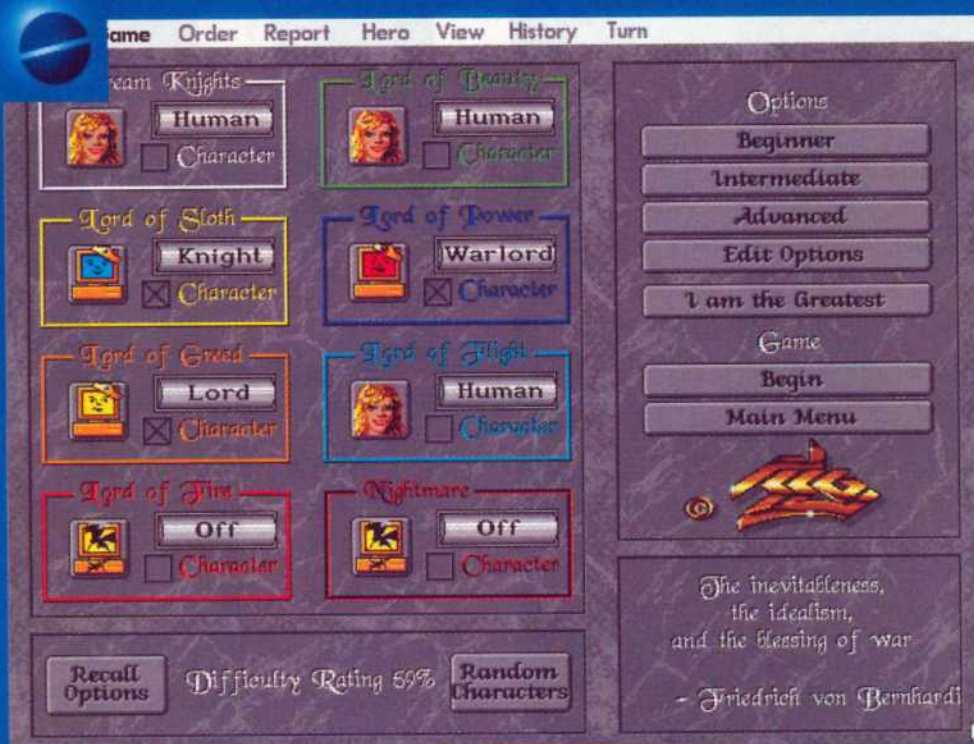 Game Order Report Hero View History Turn
Dream Knights
Human
Character
Lord of Beauty
Human
Character
Lord of Sloth
Knight
Character
Lord of Power
Warlord
Character
Lord of Greed
Lord
Character
Lord of Flight
Human
Character
Lord of Fire
Off
Character
Nightmare
Off
Character
Recall
Options
Difficulty Rating 59%
Random
Characters
Options
Beginner
Intermediate
Advanced
Edit Options
I am the Greatest
Game
Begin
Main Menu
©
The inevitableness,
the idealism,
and the blessing of war
- Friedrich von Bernhardi